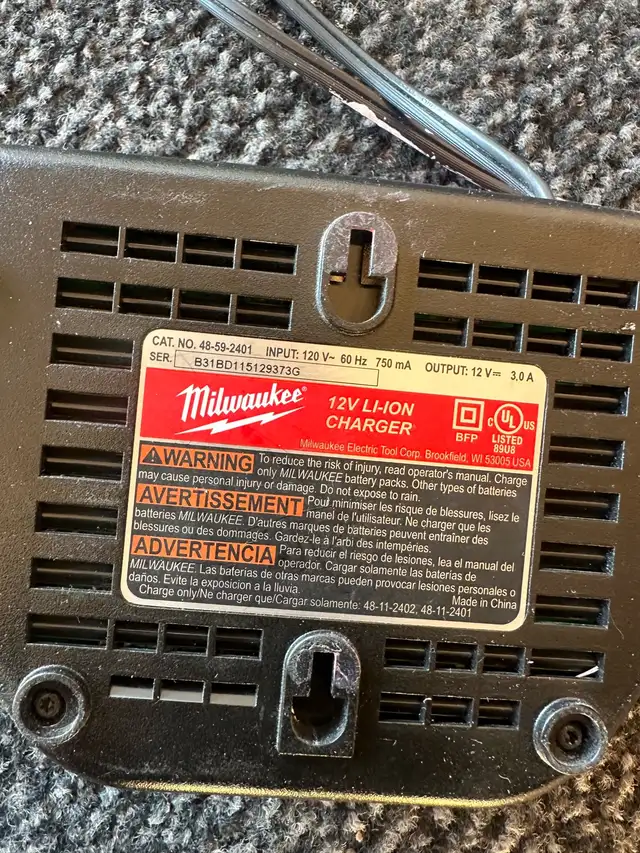 CAT. NO. 48-59-2401 INPUT: 120 V~ 60 Hz 750 mA OUTPUT: 12 V⎓ 3,0 A
SER. B31BD115129373G
Milwaukee®
12V LI-ION
CHARGER
BFP
C UL US
LISTED
89U8
Milwaukee Electric Tool Corp. Brookfield, WI 53005 USA
WARNING To reduce the risk of injury, read operator's manual. Charge
only MILWAUKEE battery packs. Other types of batteries
may cause personal injury or damage. Do not expose to rain.
AVERTISSEMENT Pour minimiser les risque de blessures, lisez le
manel de l'utilisateur. Ne charger que les
batteries MILWAUKEE. D'autres marques de batteries peuvent entraîner des
blessures ou des dommages. Gardez-le à l'arbi des intempéries.
ADVERTENCIA Para reducir el riesgo de lesiones, lea el manual del
operador. Cargar solamente las baterías de
MILWAUKEE. Las baterías de otras marcas pueden provocar lesiones personales o
daños. Evite la exposicion a la lluvia.
Made in China
Charge only/Ne charger que/Cargar solamente: 48-11-2402, 48-11-2401